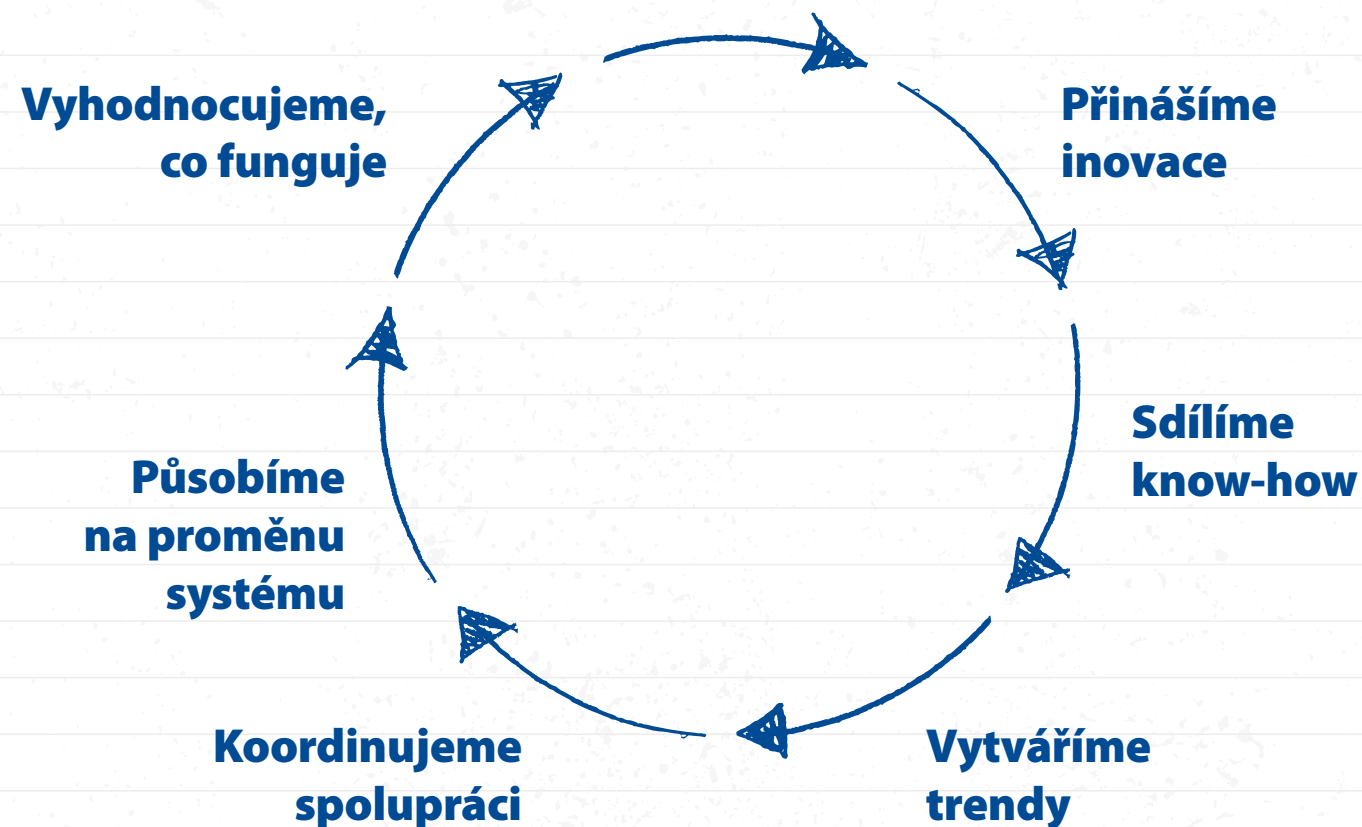 Vyhodnocujeme,
co funguje
Přinášíme
inovace
Sdílíme
know-how
Vytváříme
trendy
Koordinujeme
spolupráci
Působíme
na proměnu
systému